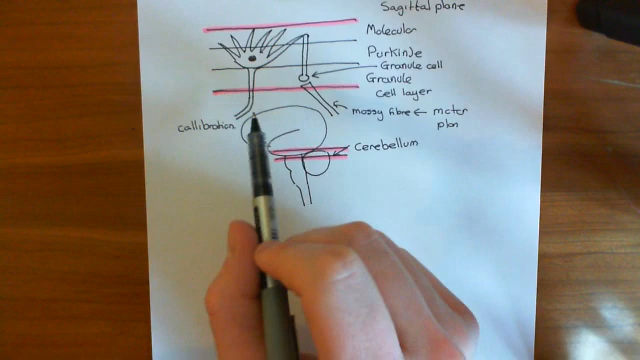 Sagittal plane
Molecular
Purkinje
Granule cell
Granule
Cell layer
mossy fibre ← motor
plan
Callibration
Cerebellum